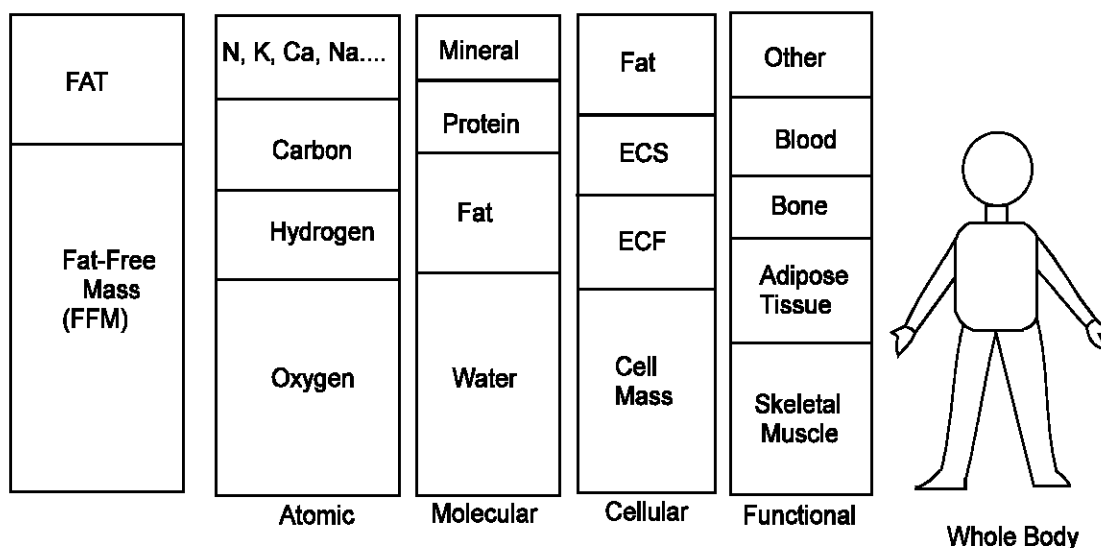 FAT
Fat-Free
Mass
(FFM)
N, K, Ca, Na....
Carbon
Hydrogen
Oxygen
Atomic
Mineral
Protein
Fat
Water
Molecular
Fat
ECS
ECF
Cell
Mass
Cellular
Other
Blood
Bone
Adipose
Tissue
Skeletal
Muscle
Functional
Whole Body